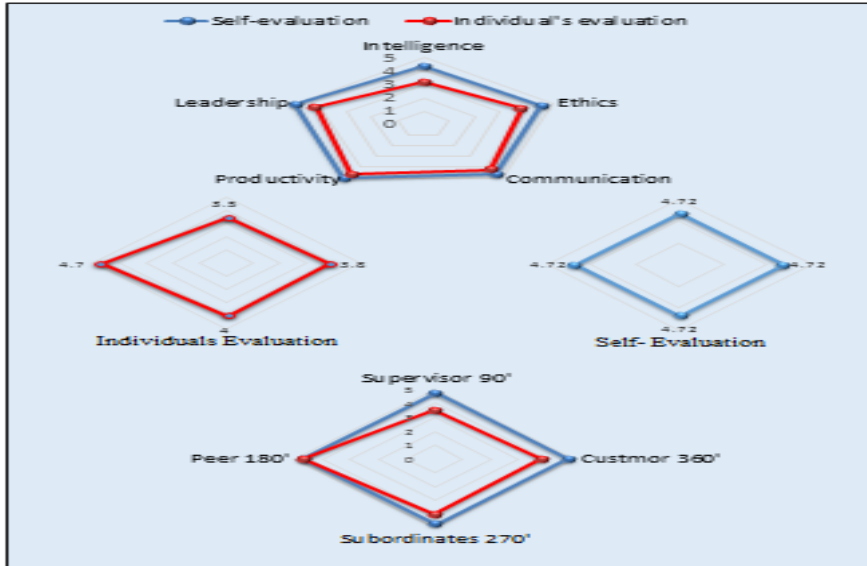 Self-evaluation Individual's evaluation
Intelligence
5
4
3
2
1
0
Leadership
Ethics
Productivity
Communication
3.5
4.7
3.8
4
Individuals Evaluation
4.72
4.72
4.72
4.72
Self- Evaluation
Supervisor 90'
5
4
3
2
1
0
Peer 180'
Custmor 360'
Subordinates 270'